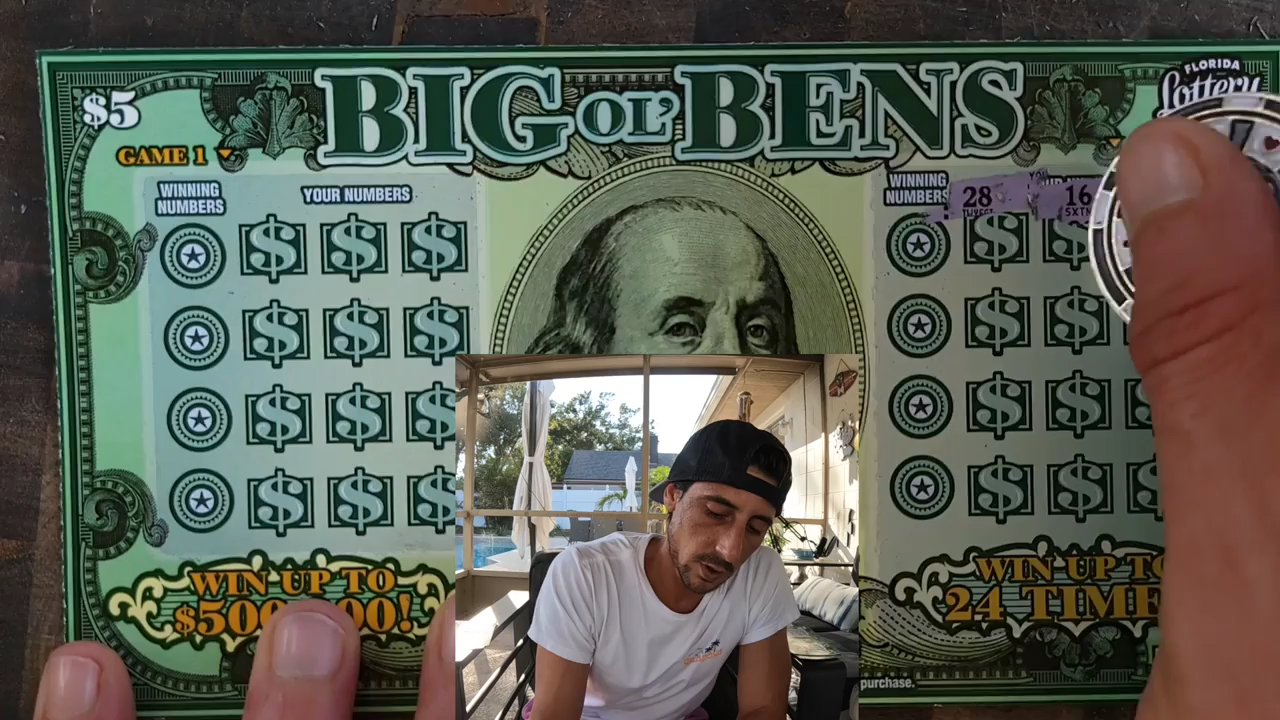 FLORIDA
Lottery
BIG OL' BENS
$5
GAME 1
WINNING
NUMBERS
YOUR NUMBERS
WINNING
NUMBERS
28
16
WIN UP TO
WIN UP TO
24
purchase.